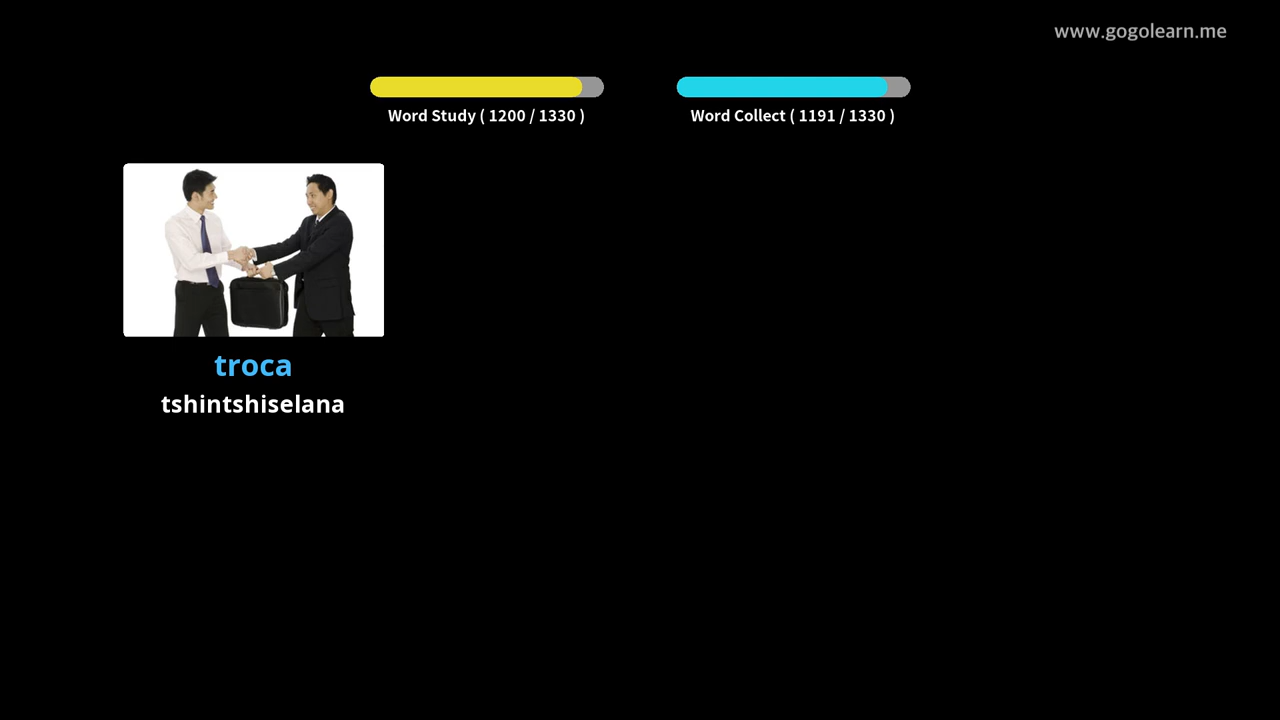 www.gogolearn.me
Word Study ( 1200 / 1330 )
Word Collect ( 1191 / 1330 )
troca
tshintshiselana